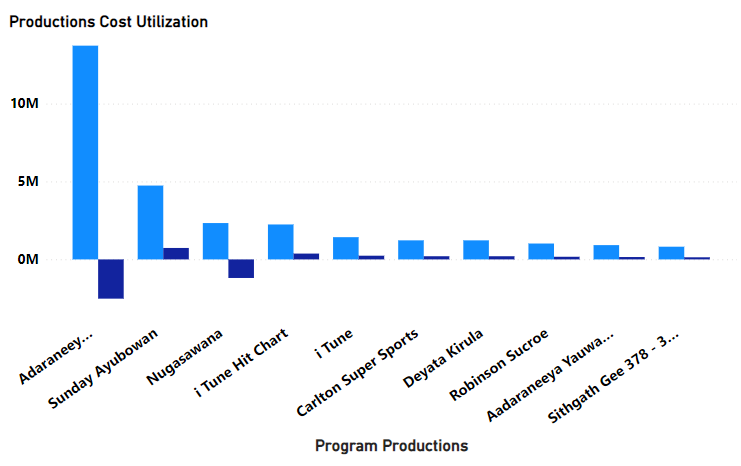 Productions Cost Utilization
10M
5M
0M
Adaraneey...
Sunday Ayubowan
Nugasawana
i Tune Hit Chart
i Tune
Carlton Super Sports
Deyata Kirula
Robinson Sucroe
Aadaraneeya Yauwa...
Sithgath Gee 378 - 3...
Program Productions